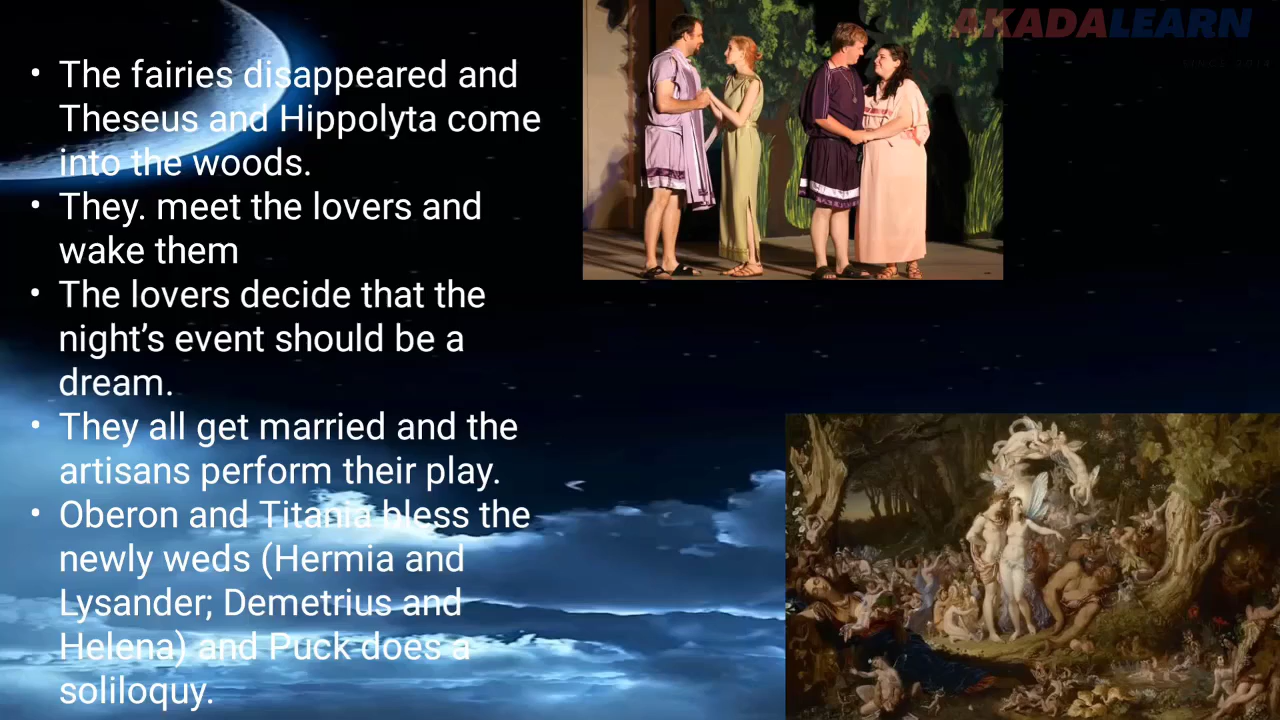 AKADALEARN
• The fairies disappeared and
Theseus and Hippolyta come
into the woods.
• They. meet the lovers and
wake them
• The lovers decide that the
night’s event should be a
dream.
• They all get married and the
artisans perform their play.
• Oberon and Titania bless the
newly weds (Hermia and
Lysander; Demetrius and
Helena) and Puck does a
soliloquy.